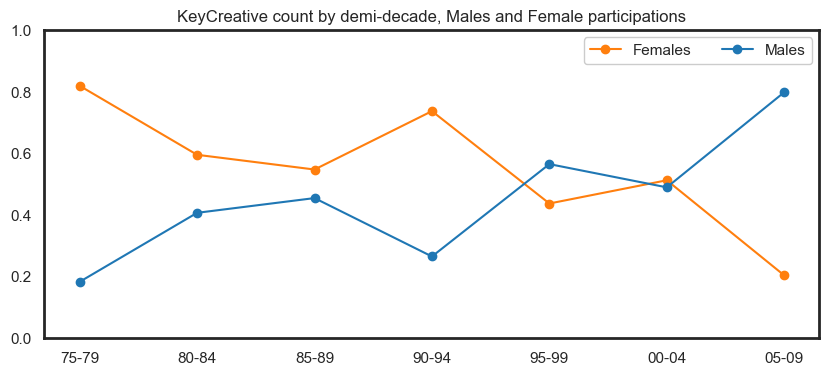 KeyCreative count by demi-decade, Males and Female participations
Females Males
1.0
0.8
0.6
0.4
0.2
0.0
75-79 80-84 85-89 90-94 95-99 00-04 05-09